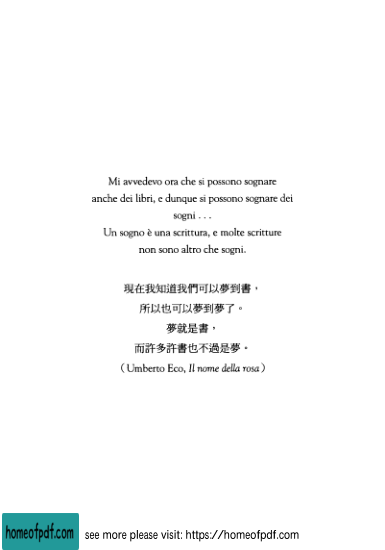 Mi avvedevo ora che si possono sognare
anche dei libri, e dunque si possono sognare dei
sogni . . .
Un sogno è una scrittura, e molte scritture
non sono altro che sogni.
現在我知道我們可以夢到書，
所以也可以夢到夢了。
夢就是書，
而許多許書也不過是夢。
（Umberto Eco, Il nome della rosa）
homeofpdf.com
see more please visit: https://homeofpdf.com